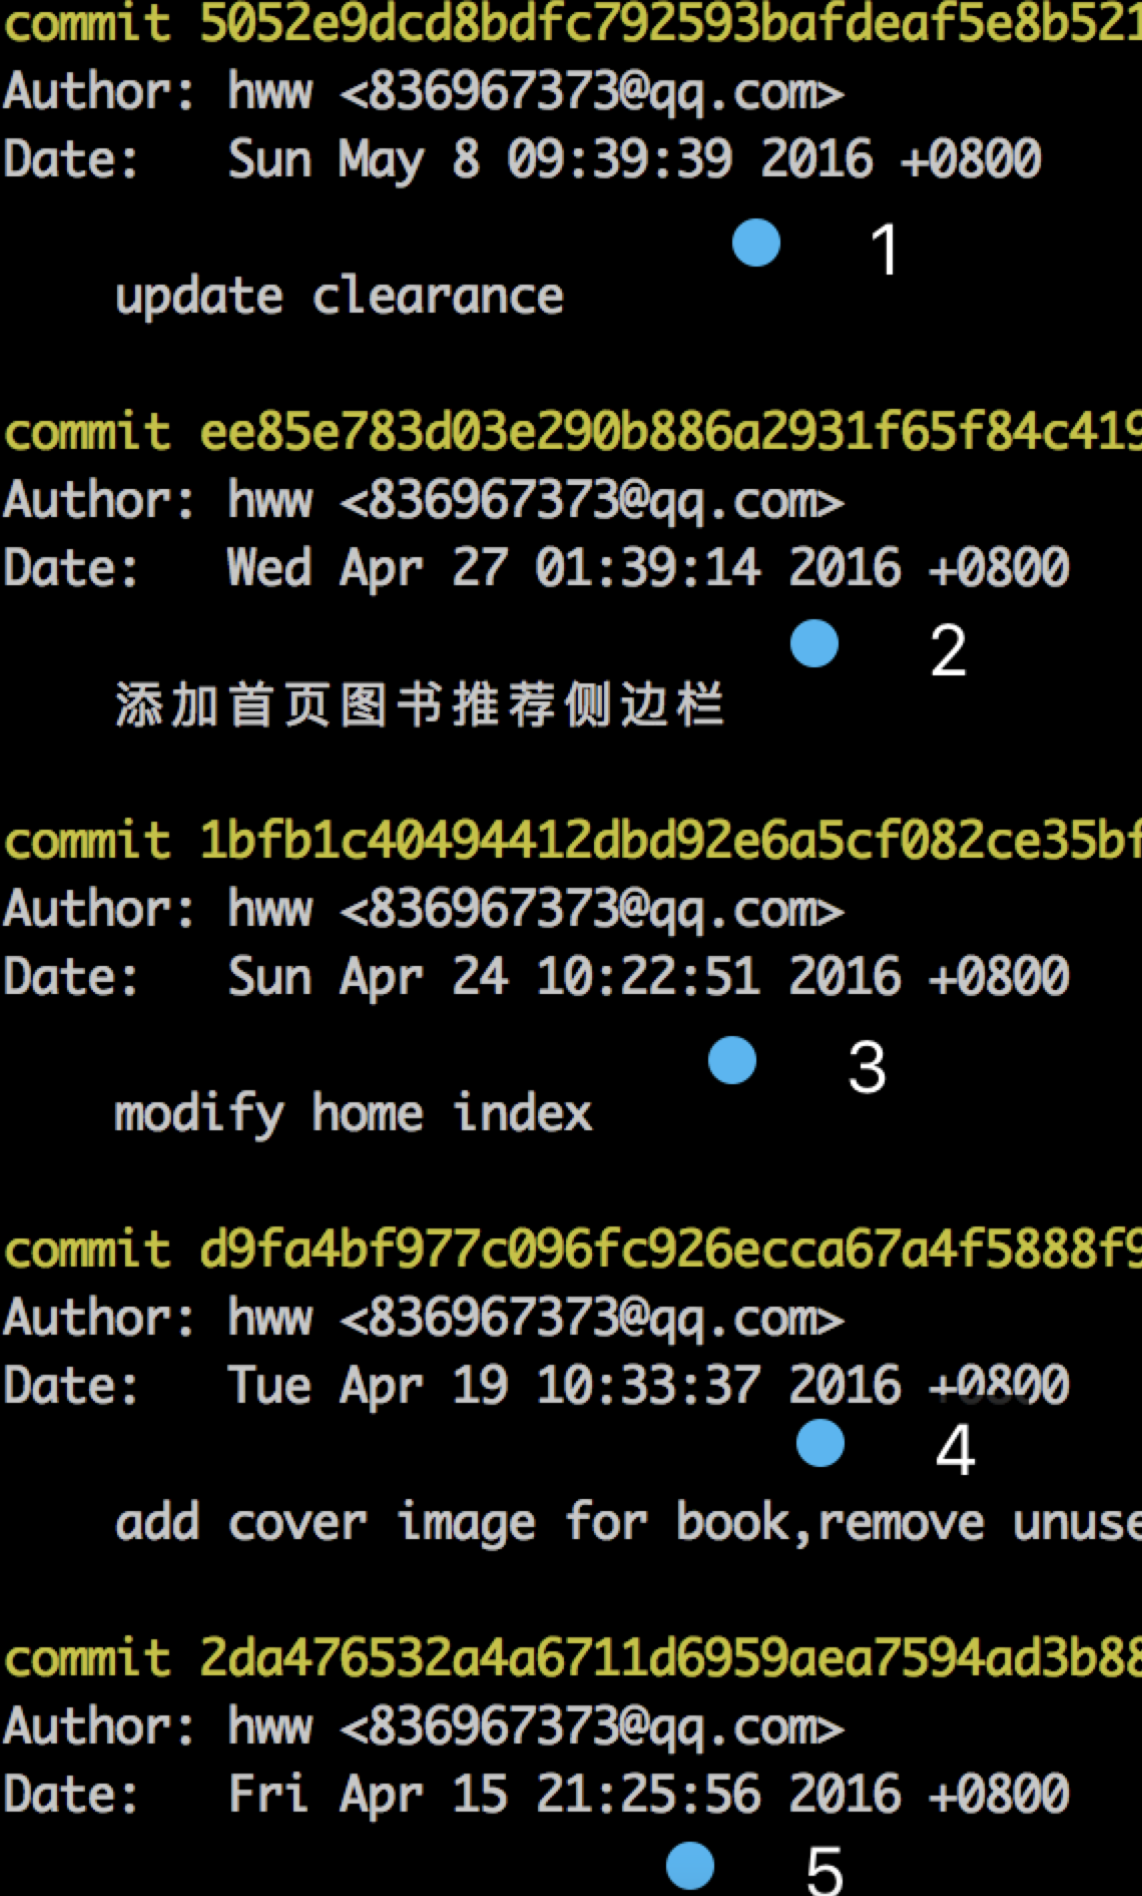 commit 5052e9dcd8bdfc792593bafdeaf5e8b521
Author: hww <836967373@qq.com>
Date: Sun May 8 09:39:39 2016 +0800
1
update clearance
commit ee85e783d03e290b886a2931f65f84c419
Author: hww <836967373@qq.com>
Date: Wed Apr 27 01:39:14 2016 +0800
2
添加首页图书推荐侧边栏
commit 1bfb1c40494412dbd92e6a5cf082ce35bf
Author: hww <836967373@qq.com>
Date: Sun Apr 24 10:22:51 2016 +0800
3
modify home index
commit d9fa4bf977c096fc926ecca67a4f5888f9
Author: hww <836967373@qq.com>
Date: Tue Apr 19 10:33:37 2016 +0800
4
add cover image for book,remove unuse
commit 2da476532a4a6711d6959aea7594ad3b88
Author: hww <836967373@qq.com>
Date: Fri Apr 15 21:25:56 2016 +0800
5